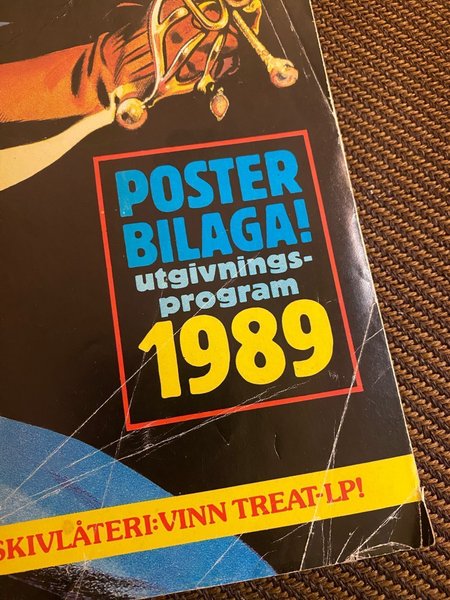 POSTER
BILAGA!
utgivnings-
program
1989
SKIVLÅTERI:VINN TREAT-LP!